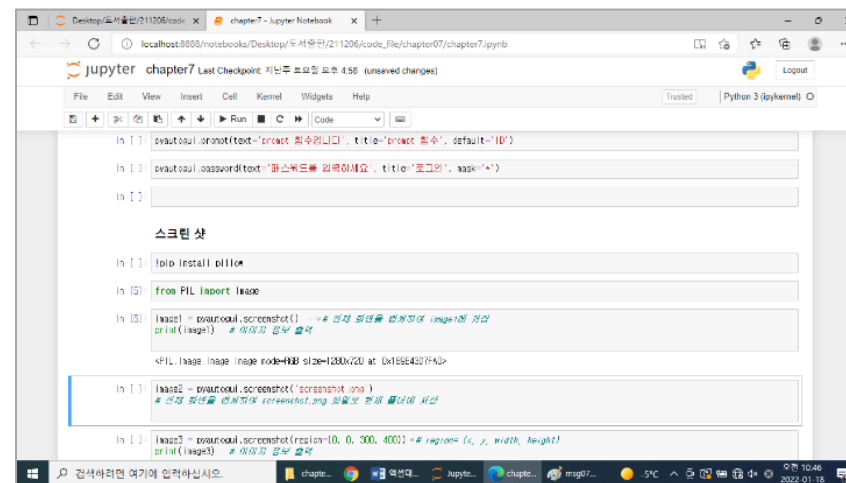 Desktop/도서출판/211206/code
chapter7 - Jupyter Notebook
localhost:8888/notebooks/Desktop/도서출판/211206/code_file/chapter07/chapter7.ipynb
jupyter chapter7 Last Checkpoint: 지난주 토요일 오후 4:58 (unsaved changes)
Logout
File Edit View Insert Cell Kernel Widgets Help
Trusted
Python 3 (ipykernel)
Run
Code
In [ ]: pyautogui.prompt(text='prompt 함수입니다', title='prompt 함수', default='ID')
In [ ]: pyautogui.password(text='패스워드를 입력하세요', title='로그인', mask='*')
In [ ]:
스크린 샷
In [ ]: !pip install pillow
In [5]: from PIL import Image
In [6]: image1 = pyautogui.screenshot() # 전체 화면을 캡쳐하여 image1에 저장
print(image1) # 이미지 정보 출력
<PIL.Image.Image image mode=RGB size=1280x720 at 0x1B9E43D7FA0>
In [ ]: image2 = pyautogui.screenshot('screenshot.png')
# 전체 화면을 캡쳐하여 screenshot.png 파일로 현재 폴더에 저장
In [ ]: image3 = pyautogui.screenshot(region=(0, 0, 300, 400)) # region= (x, y, width, height)
print(image3) # 이미지 정보 출력
검색하려면 여기에 입력하십시오.
chapte...
엑션대...
Jupyte...
chapte...
msg07...
-5°C
오전 10:46
2022-01-18